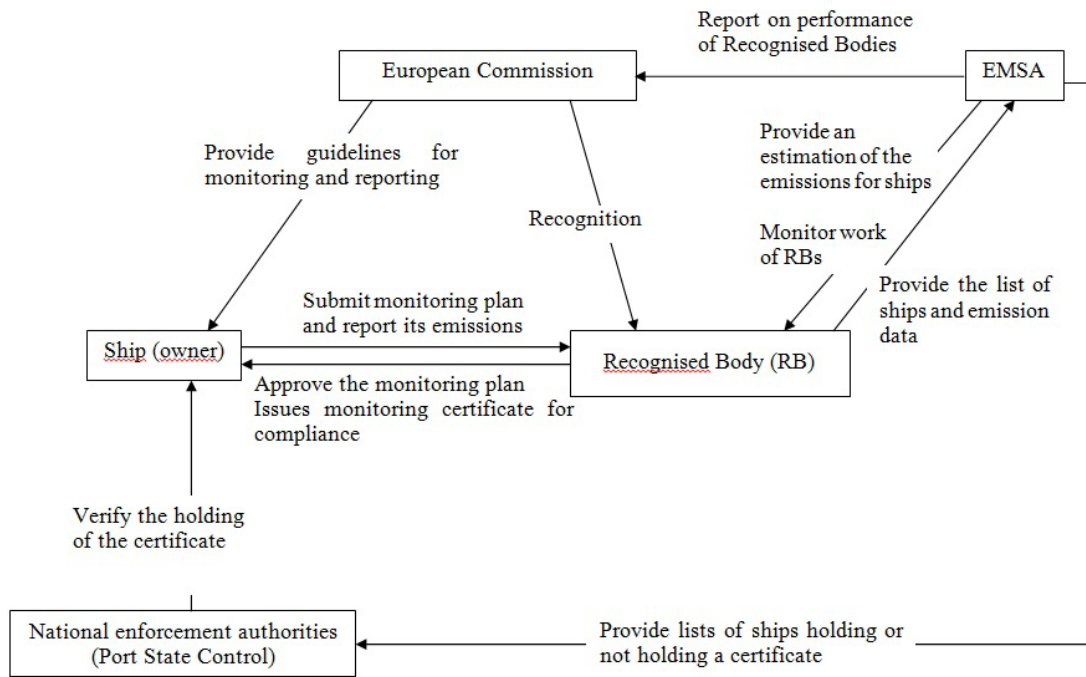 Report on performance
of Recognised Bodies
European Commission
EMSA
Provide guidelines for
monitoring and reporting
Provide an
estimation of the
emissions for ships
Recognition
Monitor work
of RBs
Provide the list of
ships and emission
data
Submit monitoring plan
and report its emissions
Ship (owner)
Recognised Body (RB)
Approve the monitoring plan
Issues monitoring certificate for
compliance
Verify the holding
of the certificate
National enforcement authorities
(Port State Control)
Provide lists of ships holding or
not holding a certificate